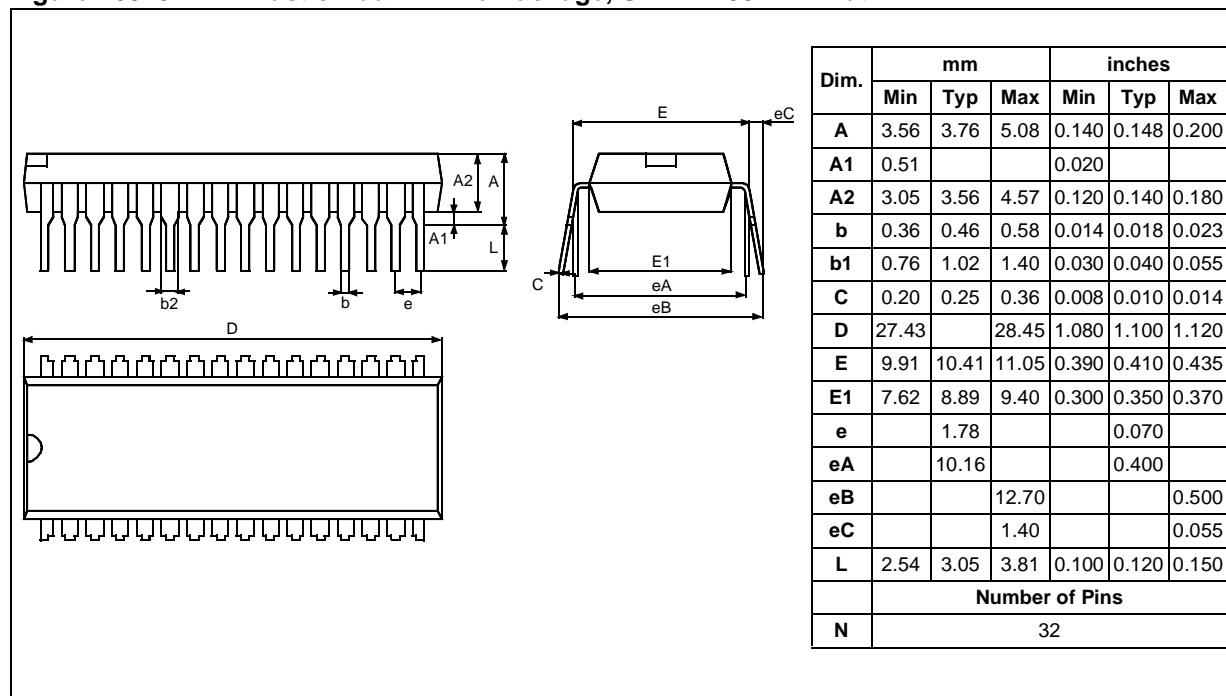 E
eC
A2
A
A1
L
b2
b
e
C
E1
eA
eB
D
Dim. mm inches
Min Typ Max Min Typ Max
A 3.56 3.76 5.08 0.140 0.148 0.200
A1 0.51 0.020
A2 3.05 3.56 4.57 0.120 0.140 0.180
b 0.36 0.46 0.58 0.014 0.018 0.023
b1 0.76 1.02 1.40 0.030 0.040 0.055
C 0.20 0.25 0.36 0.008 0.010 0.014
D 27.43 28.45 1.080 1.100 1.120
E 9.91 10.41 11.05 0.390 0.410 0.435
E1 7.62 8.89 9.40 0.300 0.350 0.370
e 1.78 0.070
eA 10.16 0.400
eB 12.70 0.500
eC 1.40 0.055
L 2.54 3.05 3.81 0.100 0.120 0.150
Number of Pins
N 32